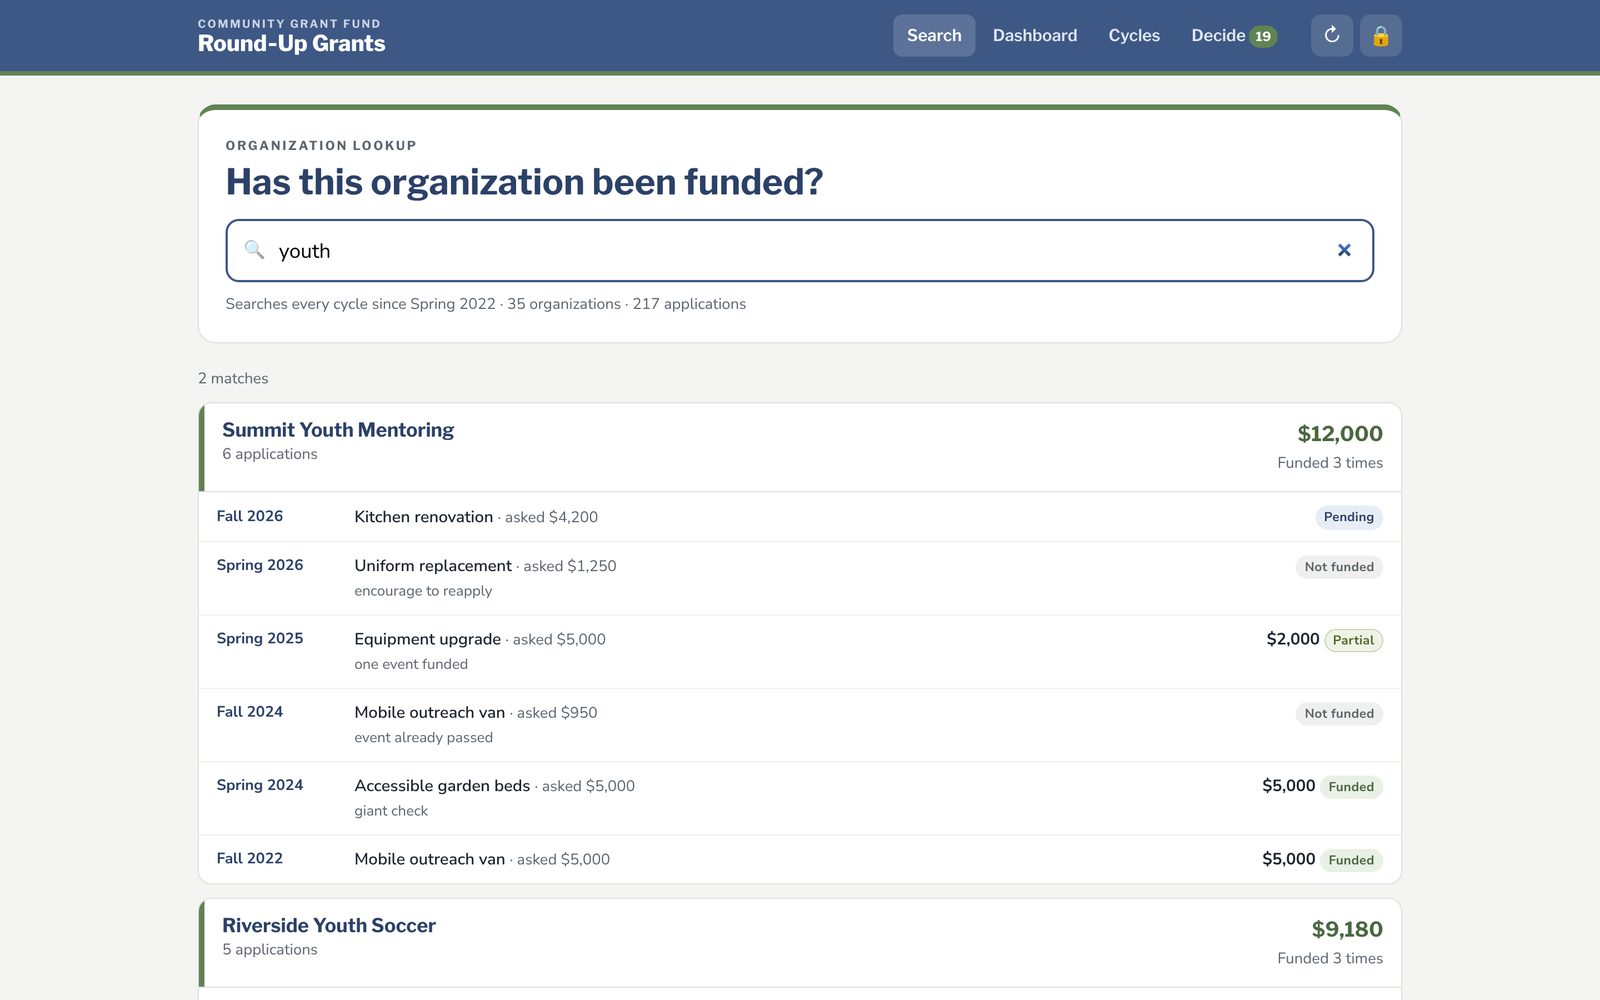 COMMUNITY GRANT FUND
Round-Up Grants
Search Dashboard Cycles Decide 19
ORGANIZATION LOOKUP
Has this organization been funded?
youth
Searches every cycle since Spring 2022 · 35 organizations · 217 applications
2 matches
Summit Youth Mentoring $12,000
6 applications Funded 3 times
Fall 2026 Kitchen renovation · asked $4,200 Pending
Spring 2026 Uniform replacement · asked $1,250 Not funded
encourage to reapply
Spring 2025 Equipment upgrade · asked $5,000 $2,000 Partial
one event funded
Fall 2024 Mobile outreach van · asked $950 Not funded
event already passed
Spring 2024 Accessible garden beds · asked $5,000 $5,000 Funded
giant check
Fall 2022 Mobile outreach van · asked $5,000 $5,000 Funded
Riverside Youth Soccer $9,180
5 applications Funded 3 times